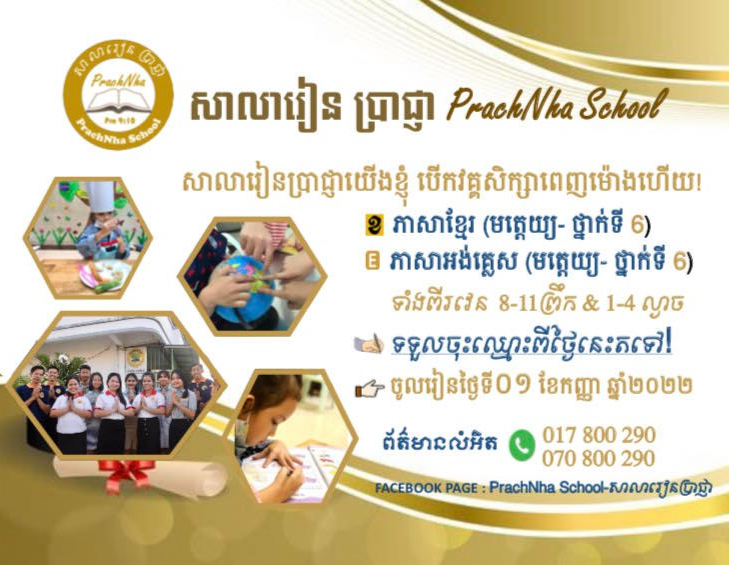 សាលារៀន ប្រាជ្ញា
PrachNha
Pro 9:10
PrachNha School
សាលារៀន ប្រាជ្ញា PrachNha School
សាលារៀនប្រាជ្ញាយើងខ្ញុំ បើកវគ្គសិក្សាពេញម៉ោងហើយ!
ខ ភាសាខ្មែរ (មត្តេយ្យ- ថ្នាក់ទី 6)
E ភាសាអង់គ្លេស (មត្តេយ្យ- ថ្នាក់ទី 6)
ទាំងពីរវេន 8-11ព្រឹក & 1-4 ល្ងាច
ទទួលចុះឈ្មោះពីថ្ងៃនេះតទៅ!
ចូលរៀនថ្ងៃទី០១ ខែកញ្ញា ឆ្នាំ២០២២
ព័ត៌មានលំអិត 017 800 290
070 800 290
FACEBOOK PAGE : PrachNha School-សាលារៀនប្រាជ្ញា